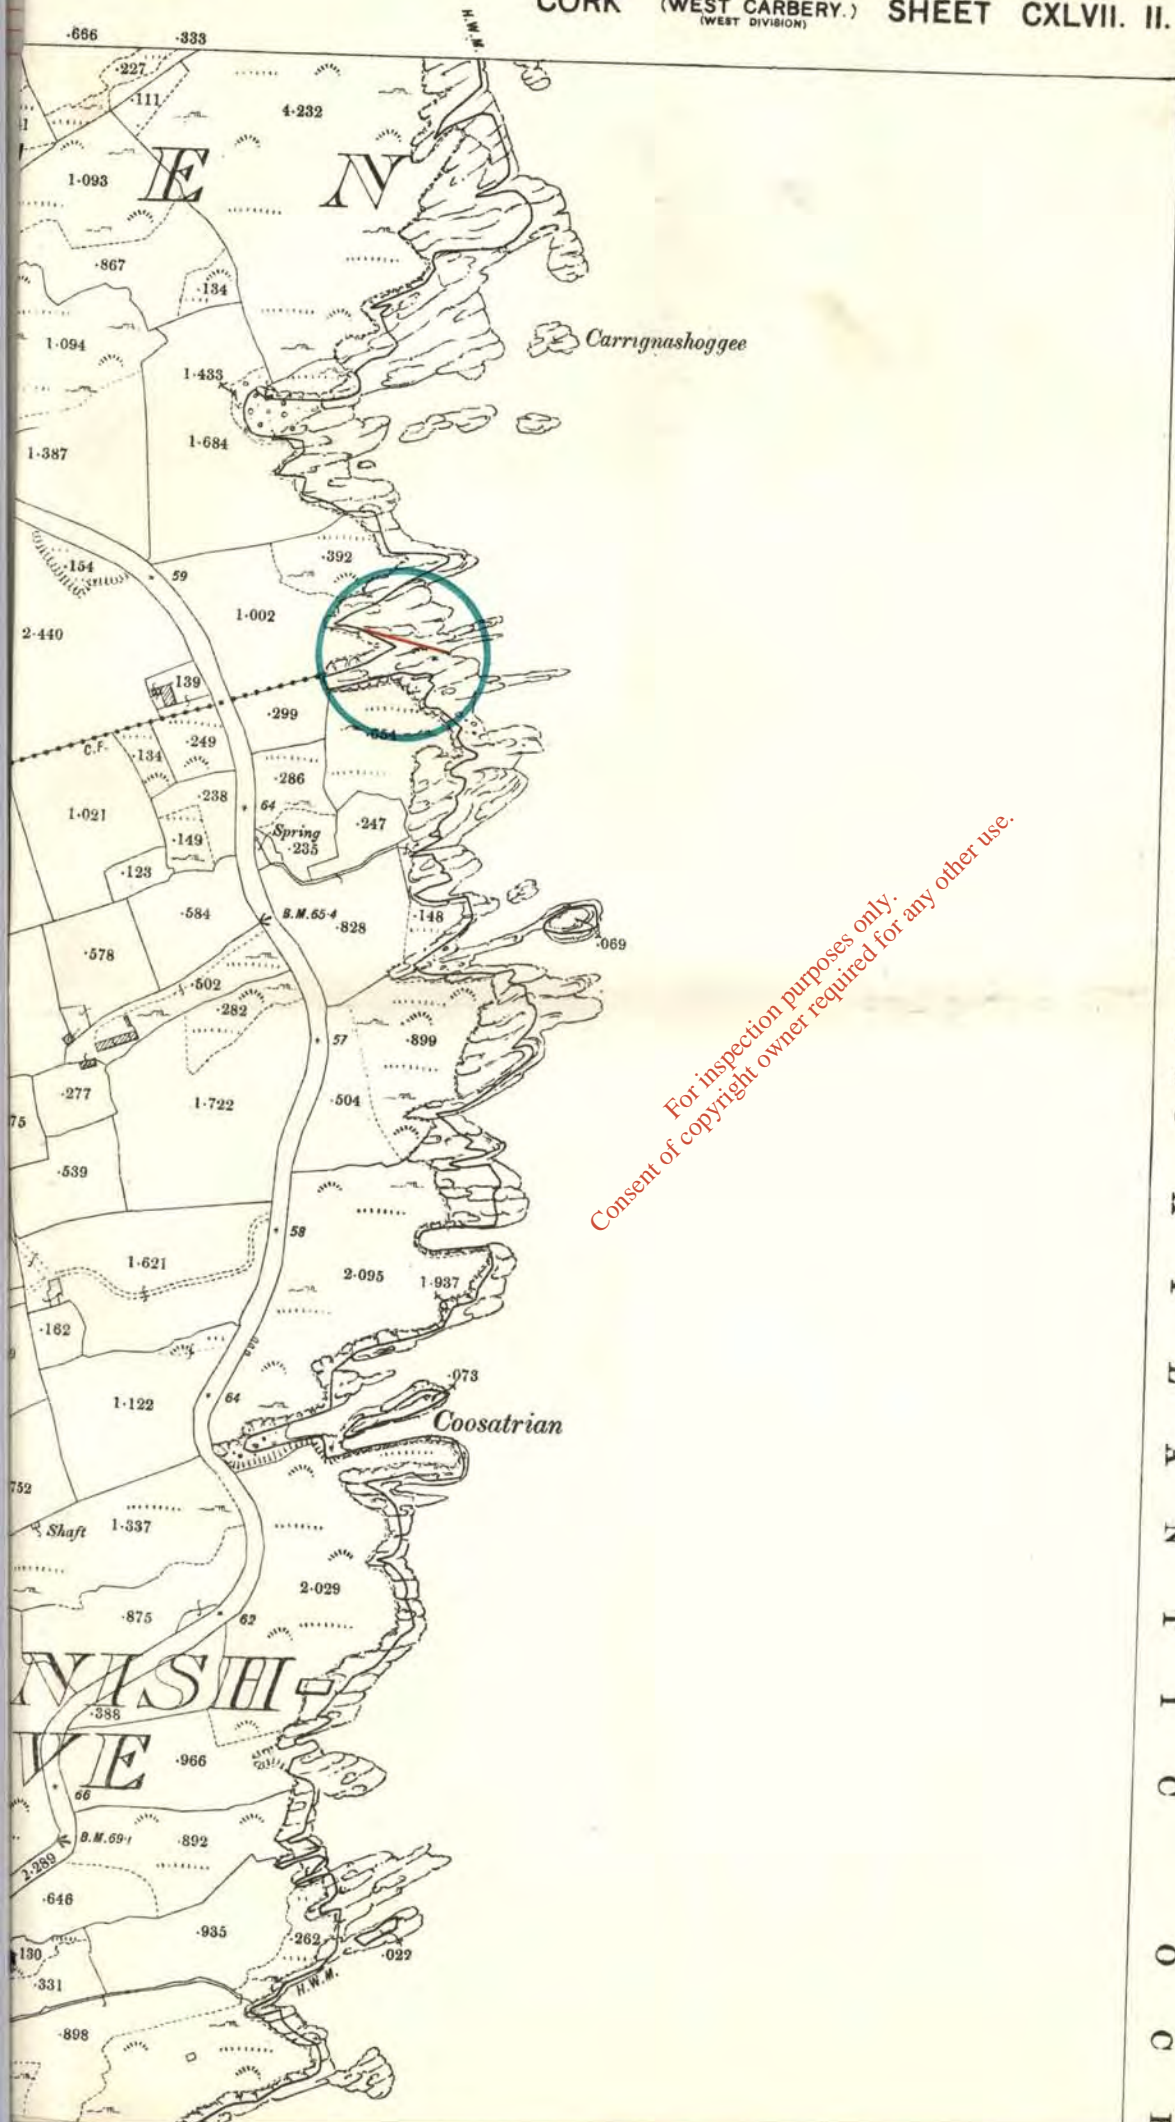 CORK (WEST CARBERY.) SHEET CXLVII. II.
(WEST DIVISION)
·666 ·333 H.W.M.
·227
·111 4·232
E N
1·093
·867
·134
1·094 Carrignashoggee
1·433
1·684
1·387
·392
·154 59
1·002
2·440
·139
·299
·654
C.F. ·134 ·249
·286
·238 64
1·021 ·247
·149 Spring
·235
·123
·584 B.M.65·4 ·828 ·148
·069
·578
·502
·282
57 ·899
·277 1·722 ·504
75
·539
58
1·621
2·095 1·937
·162
·073
1·122 64
Coosatrian
752
Shaft 1·337
2·029
·875 62
NISH-
·388
VE ·966
66
B.M.69·1 ·892
2·289
·646
·935 ·262
·022
130
·331 H.W.M.
·898
For inspection purposes only.
Consent of copyright owner required for any other use.
L
E
A
N
T
I
C
O
C